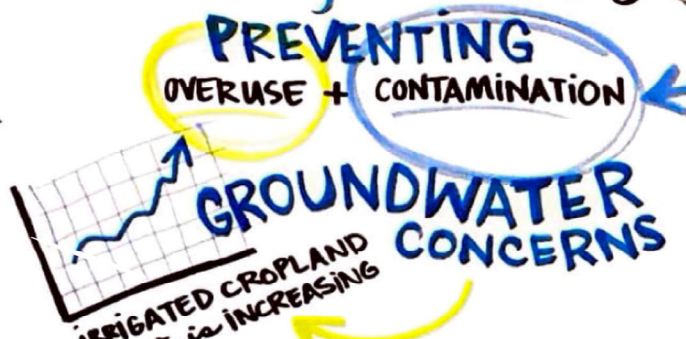 PREVENTING
OVERUSE + CONTAMINATION
GROUNDWATER
CONCERNS
IRRIGATED CROPLAND
is INCREASING